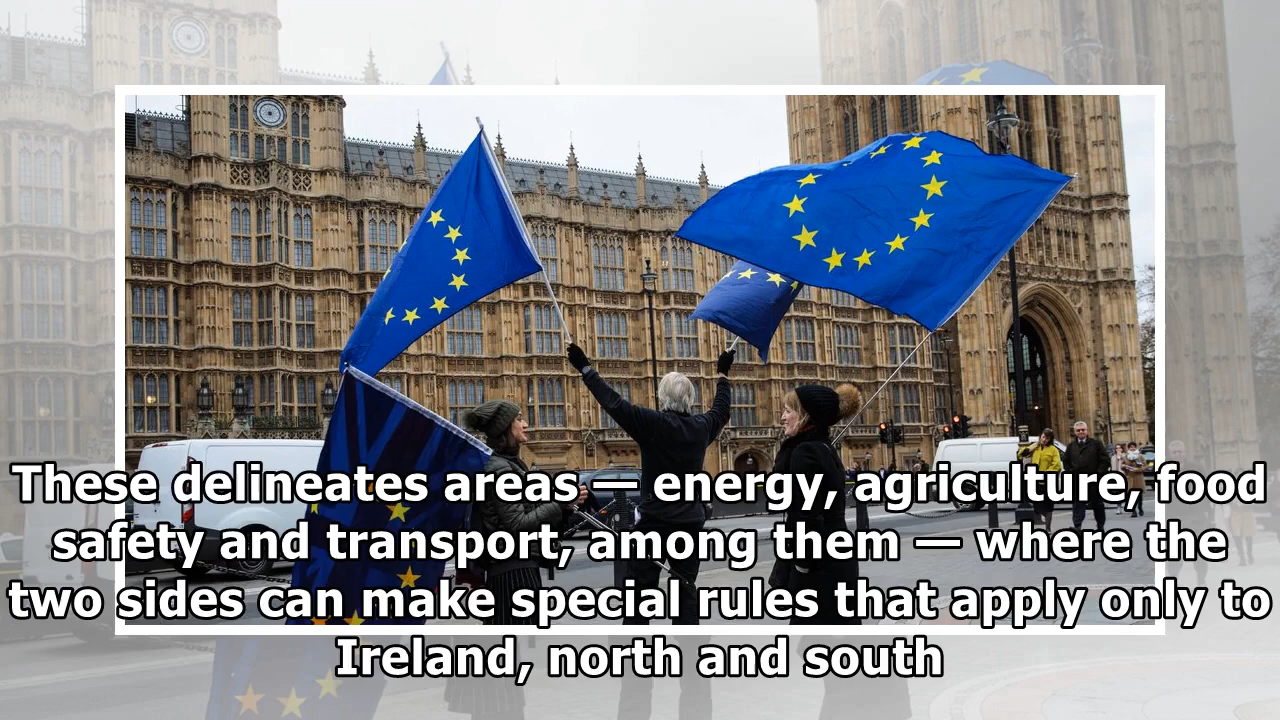 These delineates areas — energy, agriculture, food
safety and transport, among them — where the
two sides can make special rules that apply only to
Ireland, north and south